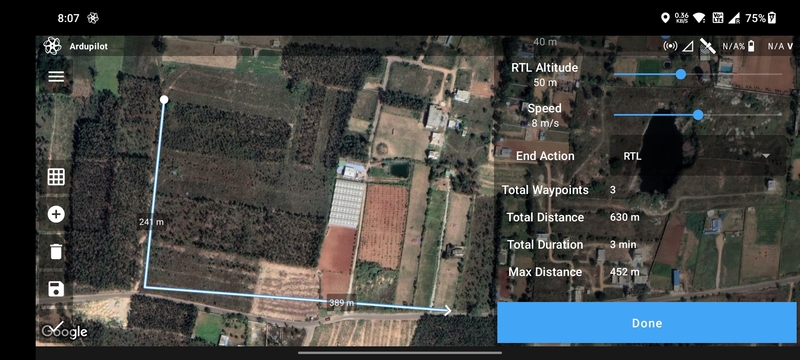 8:07
0.36
KB/S
75%
Ardupilot
N/A%
N/A V
40 m
RTL Altitude
50 m
Speed
8 m/s
End Action RTL
Total Waypoints 3
Total Distance 630 m
Total Duration 3 min
Max Distance 452 m
Done
241 m
389 m
Google